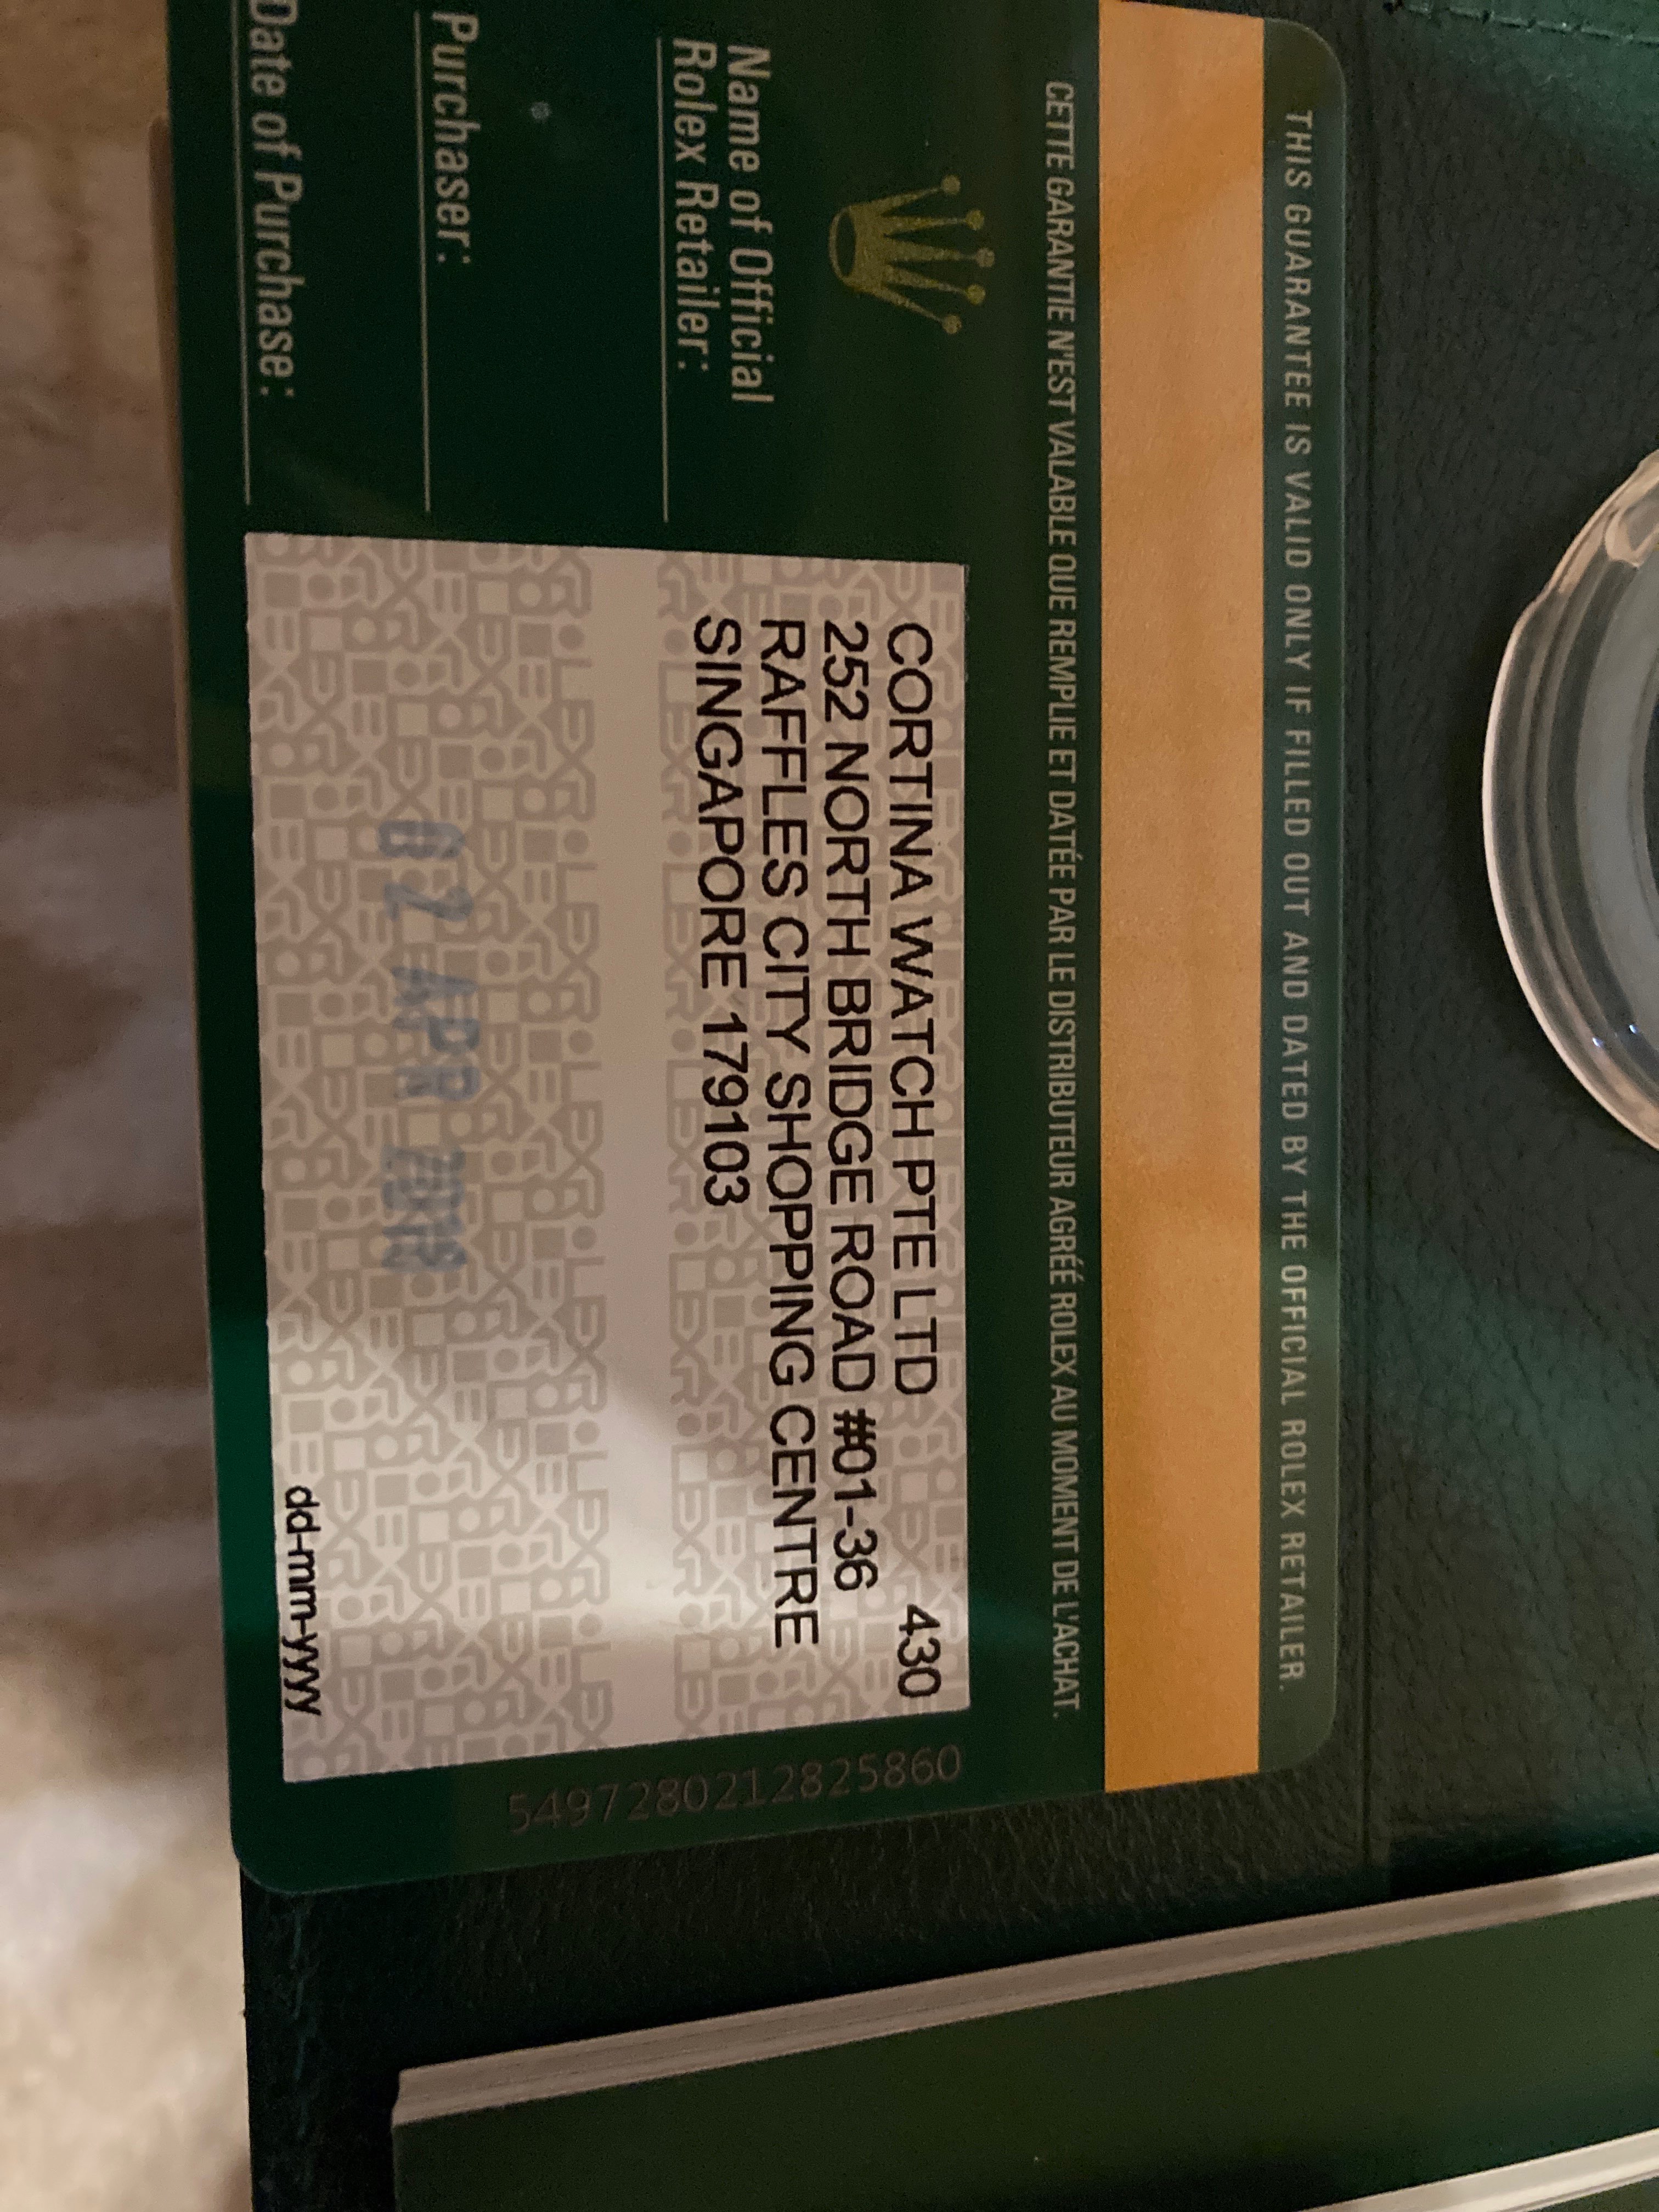 THIS GUARANTEE IS VALID ONLY IF FILLED OUT AND DATED BY THE OFFICIAL ROLEX RETAILER.
CETTE GARANTIE N'EST VALABLE QUE REMPLIE ET DATÉE PAR LE DISTRIBUTEUR AGRÉÉ ROLEX AU MOMENT DE L'ACHAT.
Name of Official
Rolex Retailer:
CORTINA WATCH PTE LTD 430
252 NORTH BRIDGE ROAD #01-36
RAFFLES CITY SHOPPING CENTRE
SINGAPORE 179103
Purchaser:
Date of Purchase:
02 APR
dd-mm-yyyy
5497280212825860